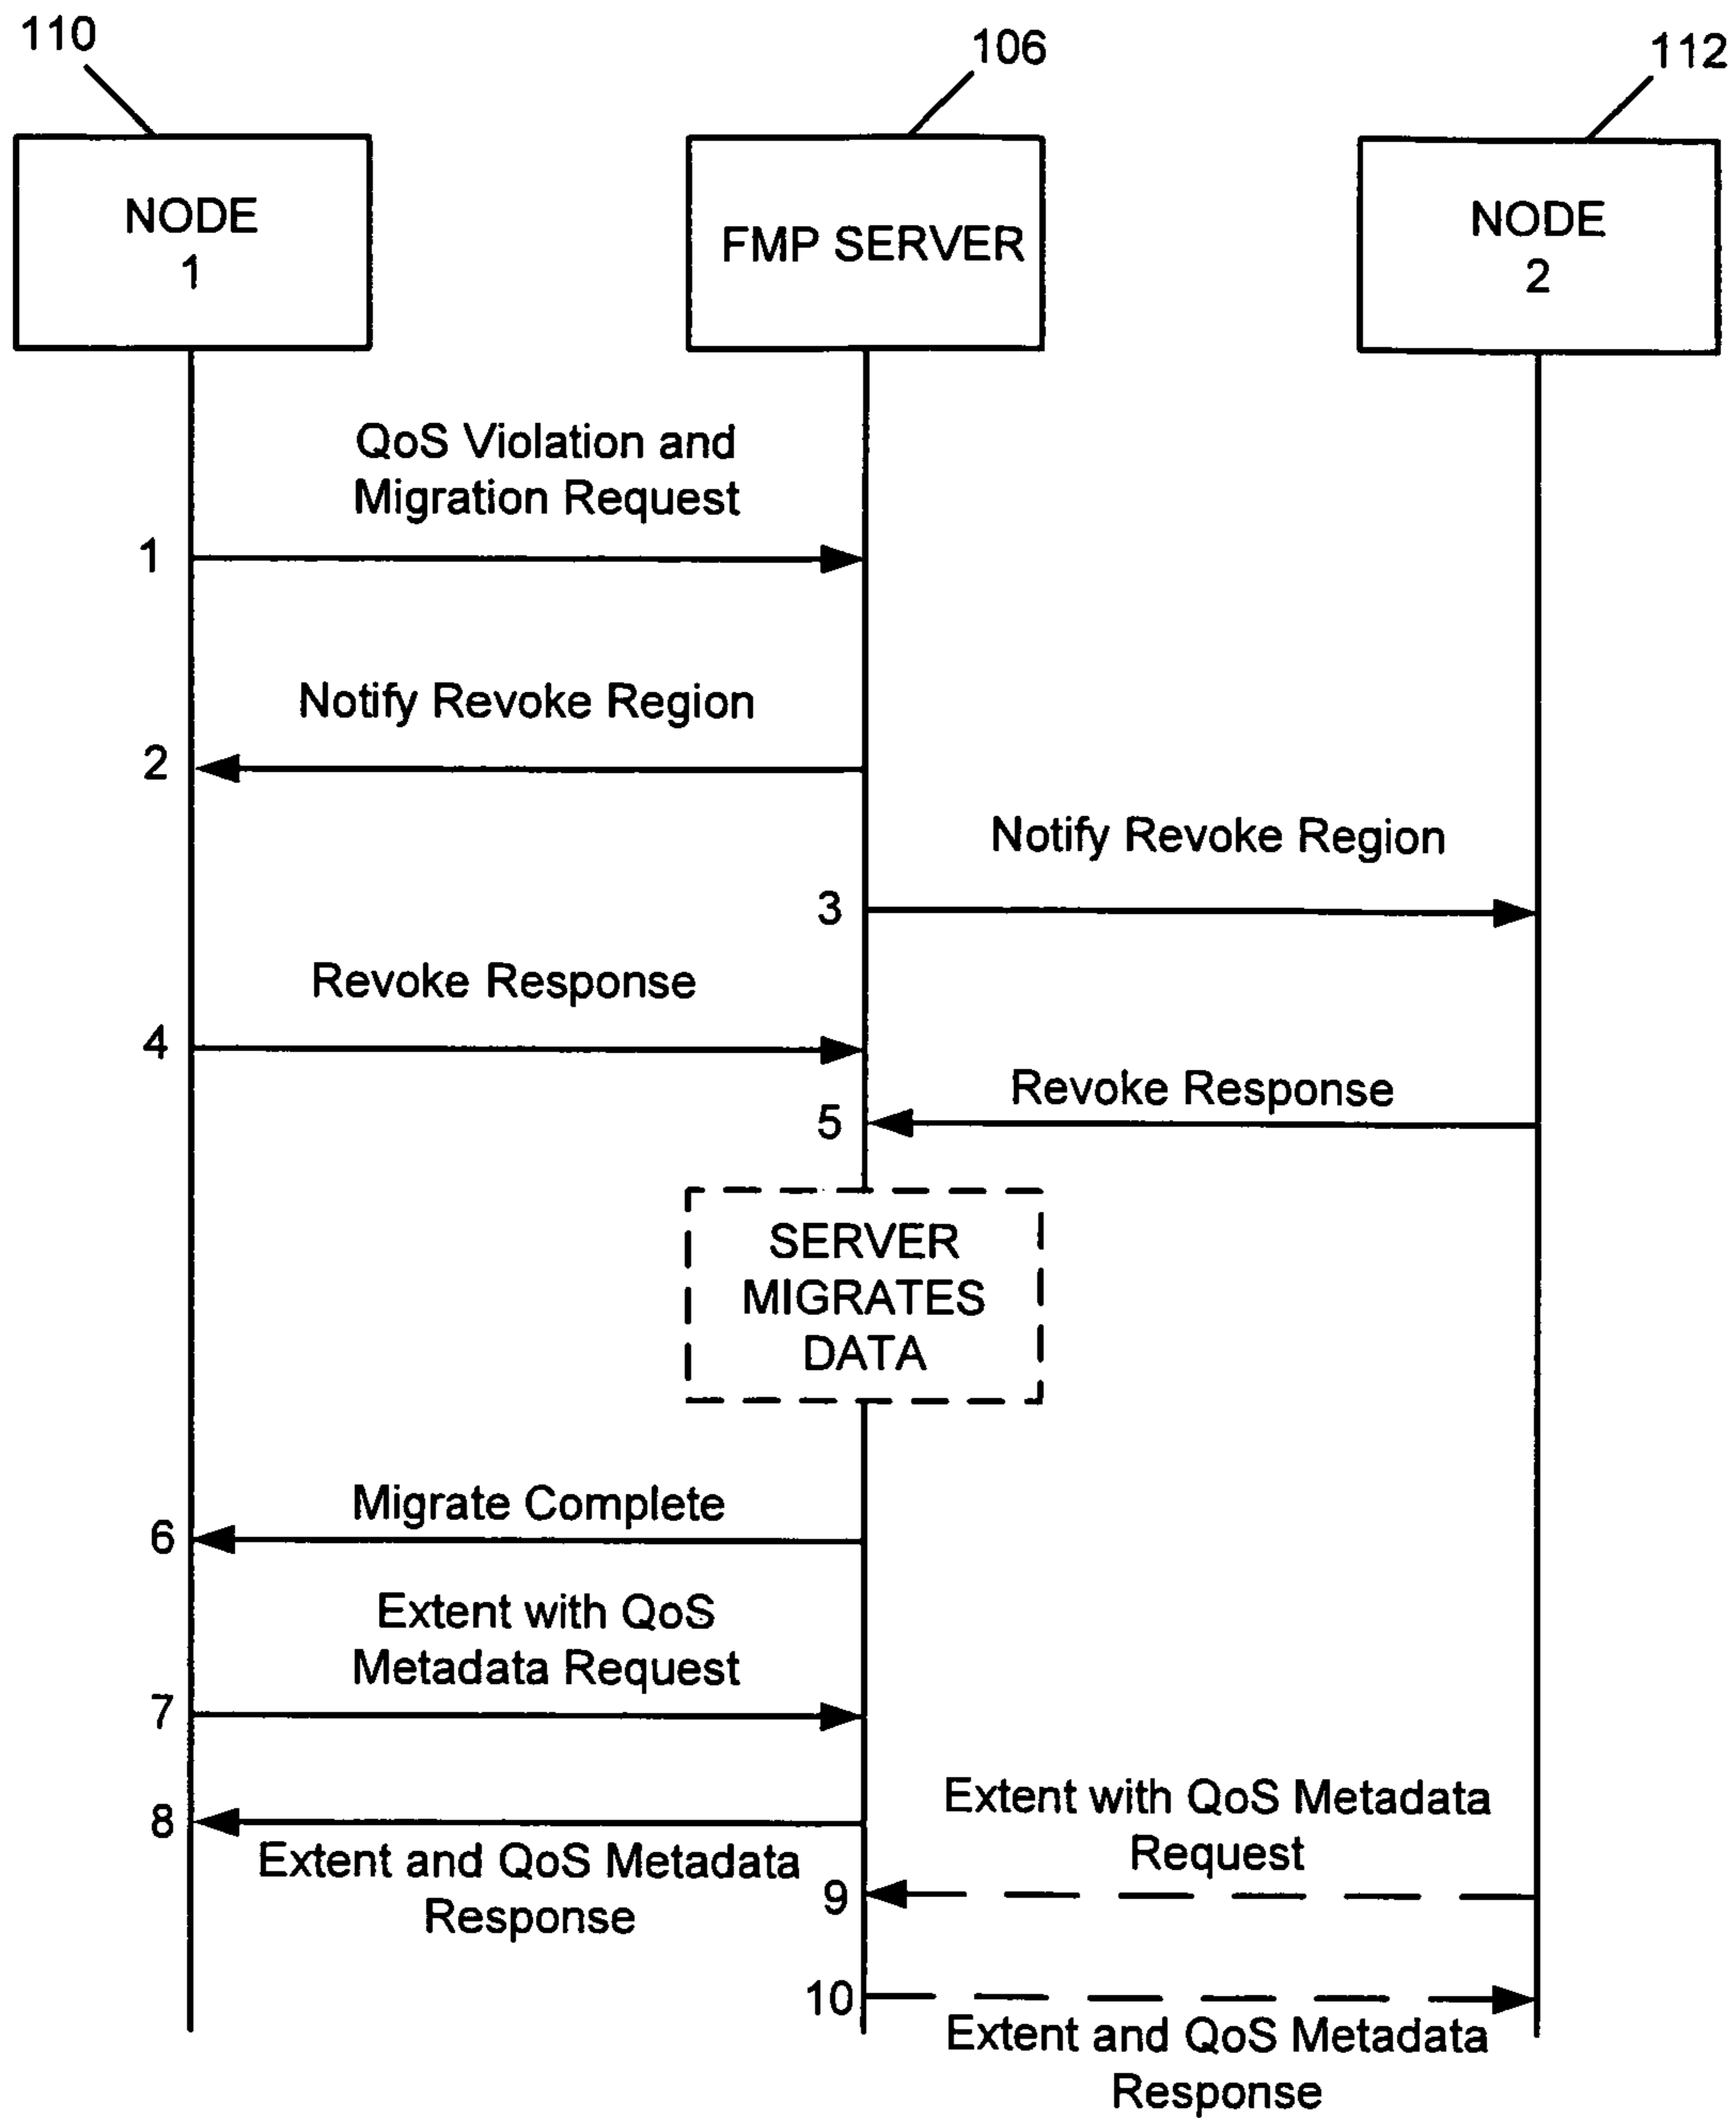 110
106
112
NODE
1
FMP SERVER
NODE
2
QoS Violation and
Migration Request
1
Notify Revoke Region
2
Notify Revoke Region
3
Revoke Response
4
Revoke Response
5
SERVER
MIGRATES
DATA
Migrate Complete
6
Extent with QoS
Metadata Request
7
Extent with QoS Metadata
Request
8
Extent and QoS Metadata
Response
9
10
Extent and QoS Metadata
Response